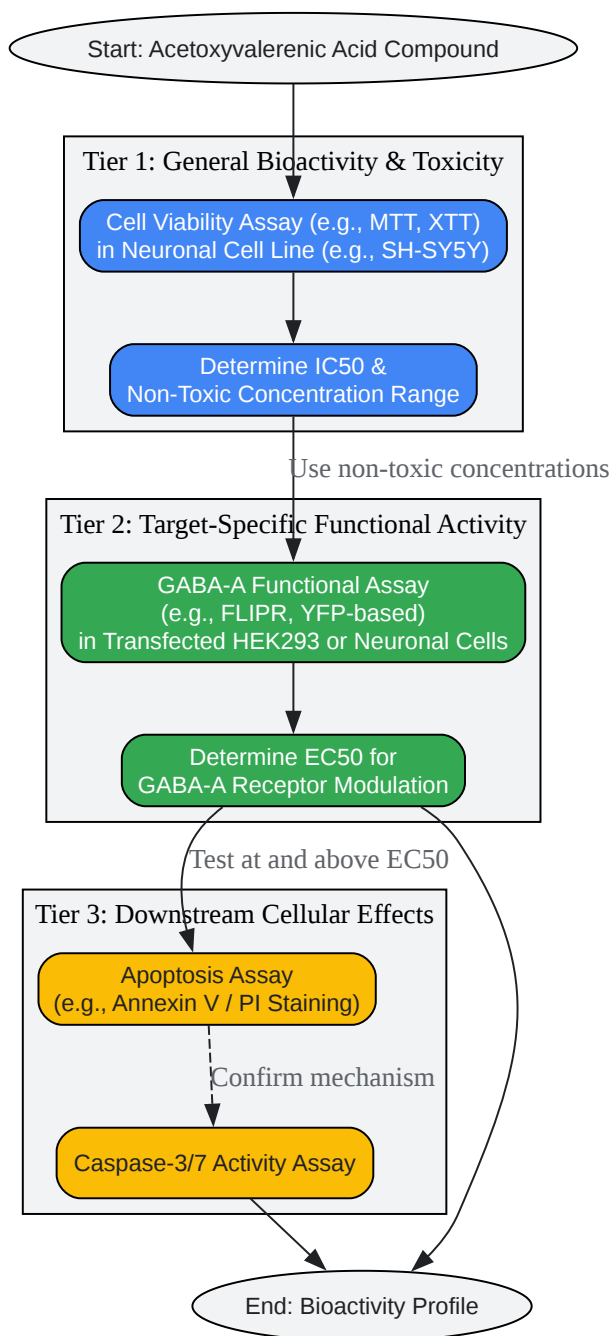 Start: Acetoxyvalerenic Acid Compound
Tier 1: General Bioactivity & Toxicity
Cell Viability Assay (e.g., MTT, XTT)
in Neuronal Cell Line (e.g., SH-SY5Y)
Determine IC50 &
Non-Toxic Concentration Range
Use non-toxic concentrations
Tier 2: Target-Specific Functional Activity
GABA-A Functional Assay
(e.g., FLIPR, YFP-based)
in Transfected HEK293 or Neuronal Cells
Determine EC50 for
GABA-A Receptor Modulation
Test at and above EC50
Tier 3: Downstream Cellular Effects
Apoptosis Assay
(e.g., Annexin V / PI Staining)
Confirm mechanism
Caspase-3/7 Activity Assay
End: Bioactivity Profile